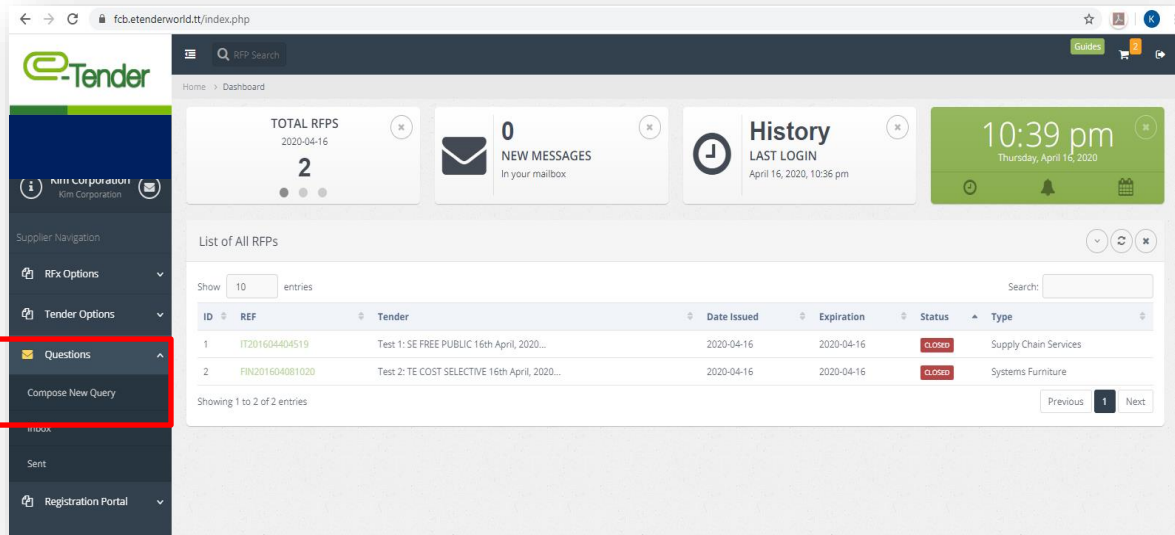 fcb.etenderworld.tt/index.php
K
e-Tender
RFP Search
Guides
2
Home > Dashboard
TOTAL RFPS
2020-04-16
2
0
NEW MESSAGES
In your mailbox
History
LAST LOGIN
April 16, 2020, 10:36 pm
10:39 pm
Thursday, April 16, 2020
Kim Corporation
Kim Corporation
Supplier Navigation
RFx Options
Tender Options
Questions
Compose New Query
Inbox
Sent
Registration Portal
List of All RFPs
Show 10 entries
Search:
ID REF Tender Date Issued Expiration Status Type
1 IT201604404519 Test 1: SE FREE PUBLIC 16th April, 2020... 2020-04-16 2020-04-16 CLOSED Supply Chain Services
2 FIN201604081020 Test 2: TE COST SELECTIVE 16th April, 2020... 2020-04-16 2020-04-16 CLOSED Systems Furniture
Showing 1 to 2 of 2 entries
Previous 1 Next